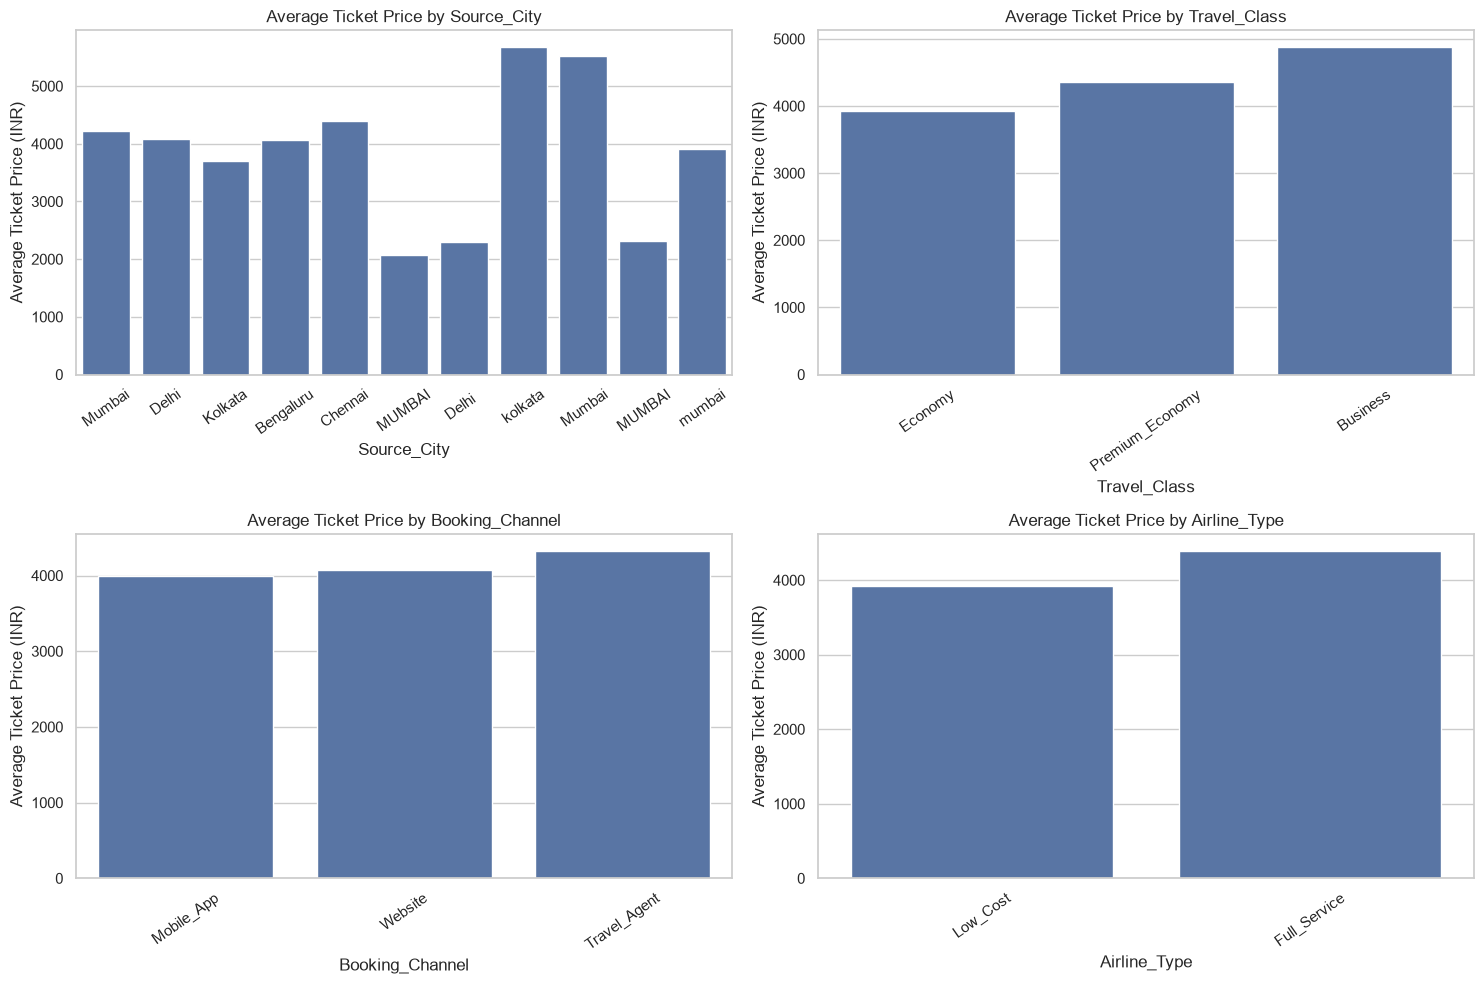 Average Ticket Price by Source_City
Average Ticket Price (INR)
5000
4000
3000
2000
1000
0
Mumbai
Delhi
Kolkata
Bengaluru
Chennai
MUMBAI
Delhi
kolkata
Mumbai
MUMBAI
mumbai
Source_City
Average Ticket Price by Travel_Class
Average Ticket Price (INR)
5000
4000
3000
2000
1000
0
Economy
Premium_Economy
Business
Travel_Class
Average Ticket Price by Booking_Channel
Average Ticket Price (INR)
4000
3000
2000
1000
0
Mobile_App
Website
Travel_Agent
Booking_Channel
Average Ticket Price by Airline_Type
Average Ticket Price (INR)
4000
3000
2000
1000
0
Low_Cost
Full_Service
Airline_Type